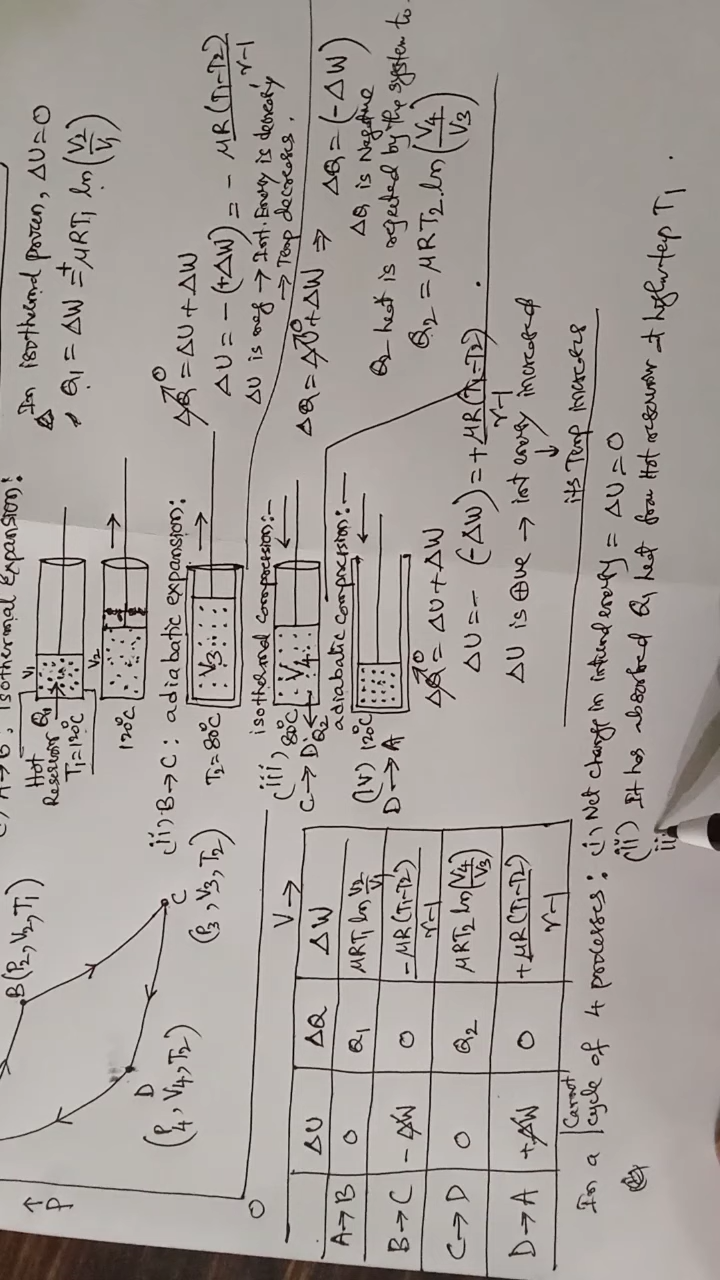 A→B: isothermal Expansion:
Hot
Reservoir Q1
T1=120°C
V1
V2
120°C
In isothermal process, ΔU=0
Q1 = ΔW = +μRT1 ln(V2/V1)
(ii) B→C: adiabatic expansion:
T2=80°C
V3
ΔQ↗0 = ΔU+ΔW
ΔU = -(+ΔW) = -μR(T1-T2)/r-1
ΔU is neg → Int. Energy is decreasing
→ Temp decreases.
(iii) isothermal compression:-
C→D: 80°C
V4
Q2
ΔQ = ΔU↗0+ΔW ⇒ ΔQ = (-ΔW)
ΔQ is Negative
Q2 heat is rejected by the system to.
Q2 = μRT2 ln(V4/V3)
adiabatic compression:-
(iv) 120°C
D→A
ΔQ↗0 = ΔU+ΔW
ΔU = -(-ΔW) = +μR(T1-T2)/r-1.
ΔU is ⊕ve → int energy increased
↓
its Temp increases
↑
P
B(P2,V2,T1)
C
(P3,V3,T2)
D
(P4,V4,T2)
O
V→
ΔU ΔQ ΔW
A→B 0 Q1 μRT1 ln V2/V1
B→C -ΔW 0 -μR(T1-T2)/r-1
C→D 0 Q2 μRT2 ln(V4/V3)
D→A +ΔW 0 +μR(T1-T2)/r-1
In a Carnot cycle of 4 processes: (i) Net change in internal energy = ΔU=0
(ii) It has absorbed Q1 heat from Hot reservoir at higher temp T1.
iii